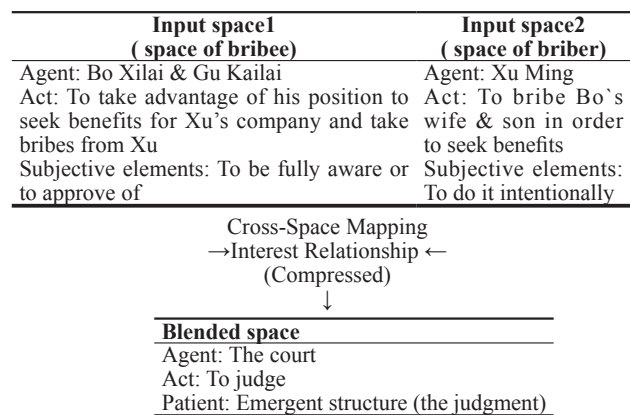 Input space1
( space of bribee)
Agent: Bo Xilai & Gu Kailai
Act: To take advantage of his position to
seek benefits for Xu's company and take
bribes from Xu
Subjective elements: To be fully aware or
to approve of
Input space2
( space of briber)
Agent: Xu Ming
Act: To bribe Bo`s
wife & son in order
to seek benefits
Subjective elements:
To do it intentionally
Cross-Space Mapping
→Interest Relationship ←
(Compressed)
↓
Blended space
Agent: The court
Act: To judge
Patient: Emergent structure (the judgment)